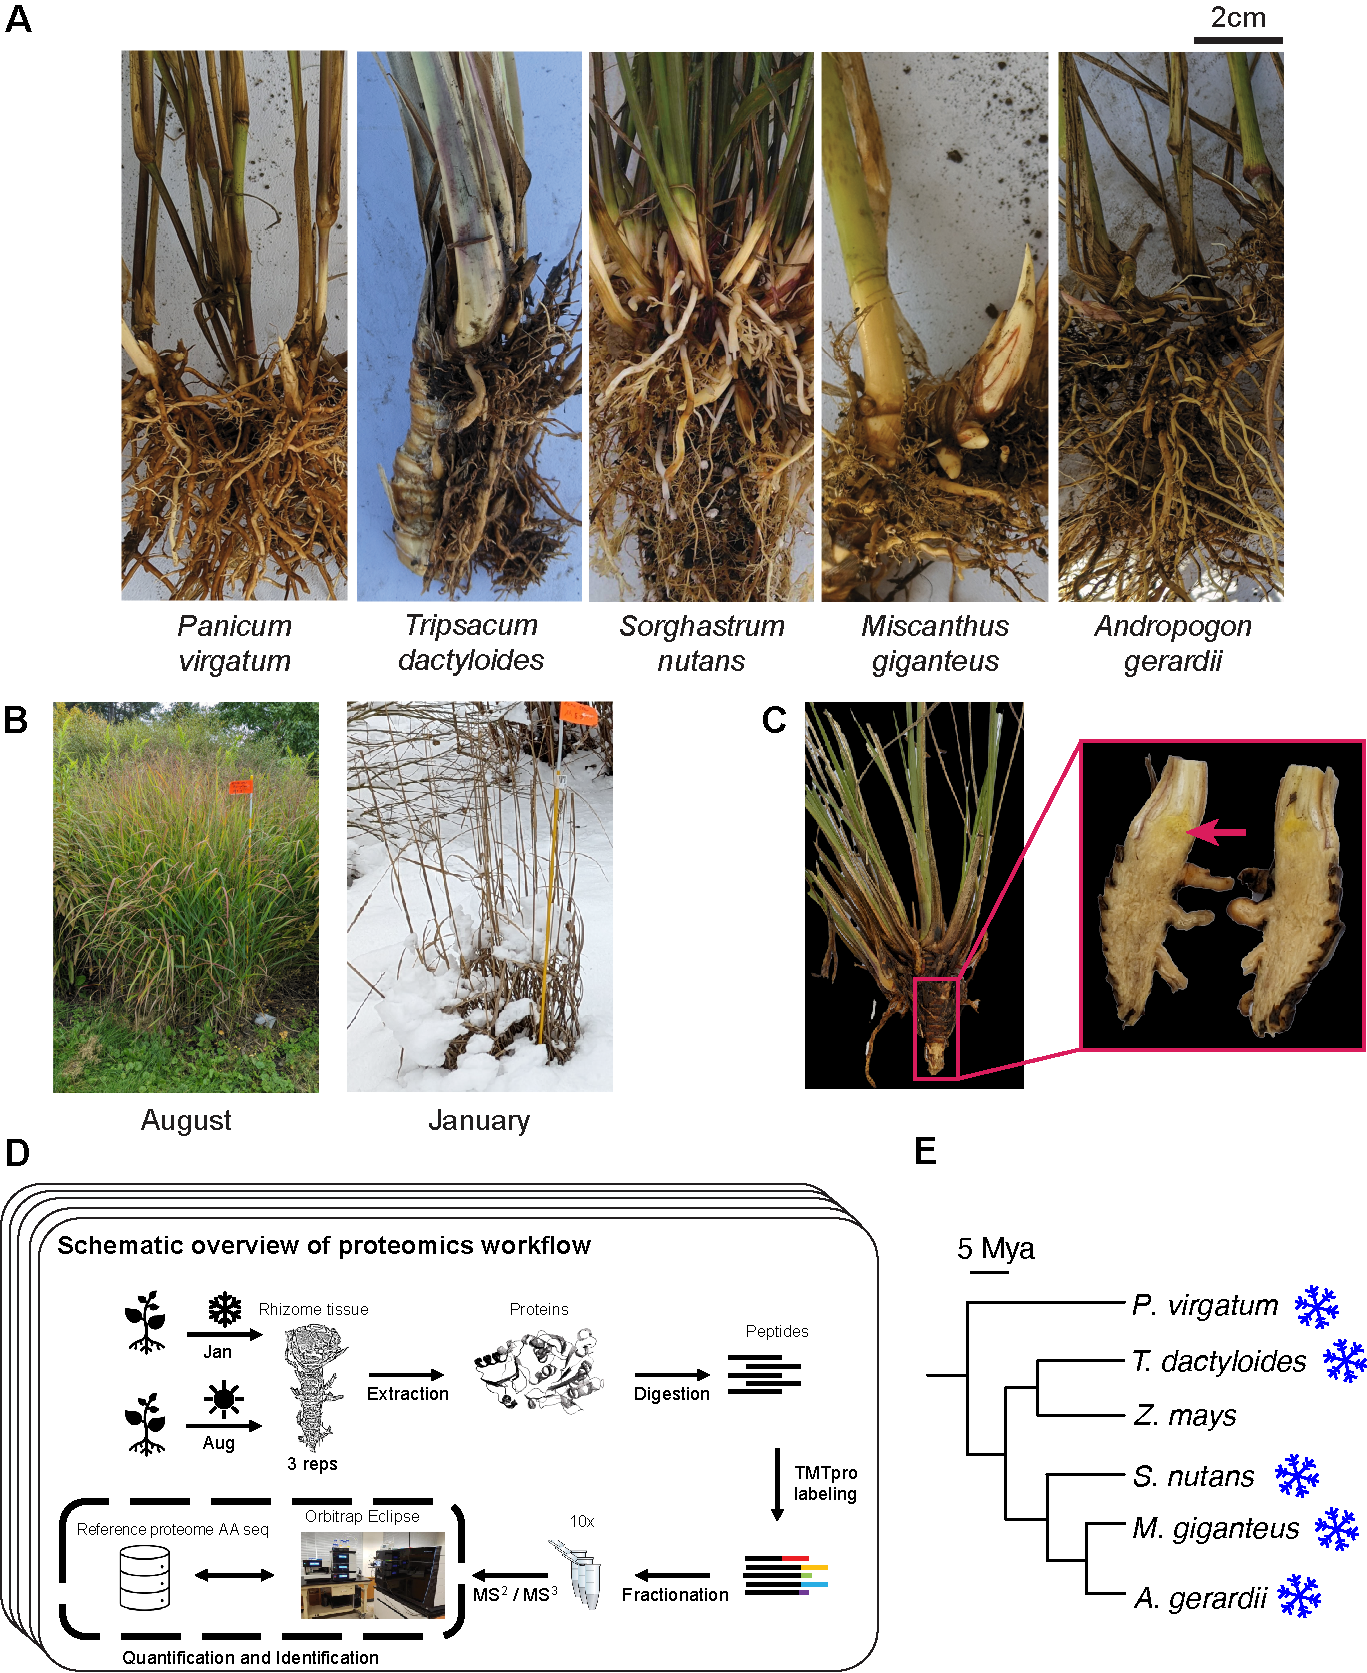 A
2cm
Panicum
virgatum
Tripsacum
dactyloides
Sorghastrum
nutans
Miscanthus
giganteus
Andropogon
gerardii
B
August
January
C
D
Schematic overview of proteomics workflow
Jan
Aug
Rhizome tissue
3 reps
Extraction
Proteins
Digestion
Peptides
TMTpro
labeling
Fractionation
10x
MS² / MS³
Orbitrap Eclipse
Reference proteome AA seq
Quantification and Identification
E
5 Mya
P. virgatum
T. dactyloides
Z. mays
S. nutans
M. giganteus
A. gerardii